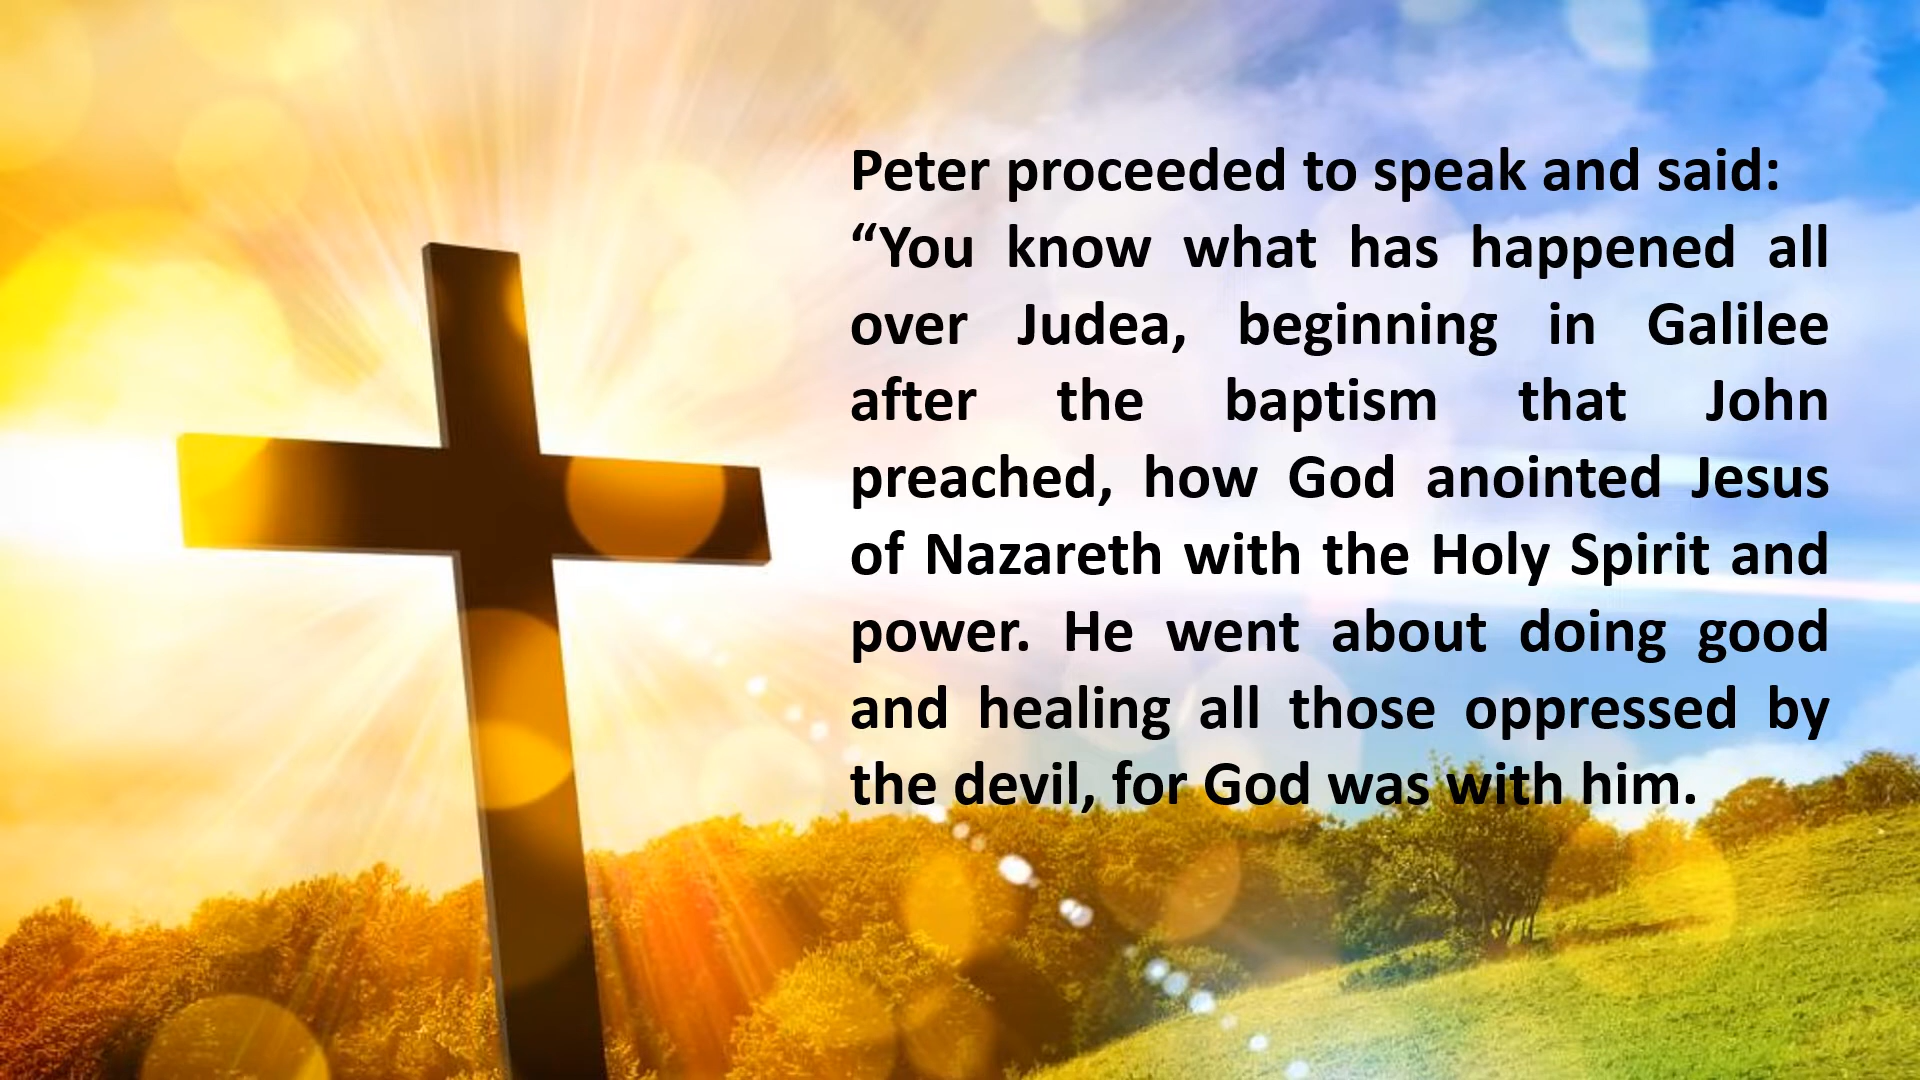 Peter proceeded to speak and said:
“You know what has happened all
over Judea, beginning in Galilee
after the baptism that John
preached, how God anointed Jesus
of Nazareth with the Holy Spirit and
power. He went about doing good
and healing all those oppressed by
the devil, for God was with him.